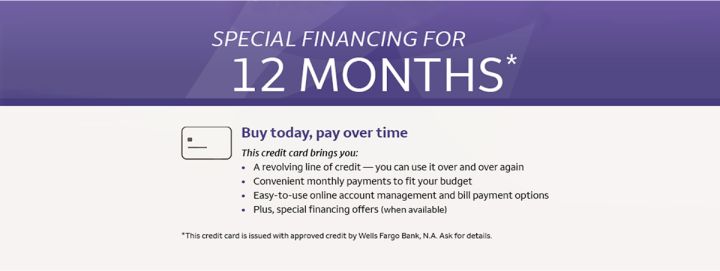 SPECIAL FINANCING FOR
12 MONTHS*
Buy today, pay over time
This credit card brings you:
• A revolving line of credit — you can use it over and over again
• Convenient monthly payments to fit your budget
• Easy-to-use online account management and bill payment options
• Plus, special financing offers (when available)
*This credit card is issued with approved credit by Wells Fargo Bank, N.A. Ask for details.